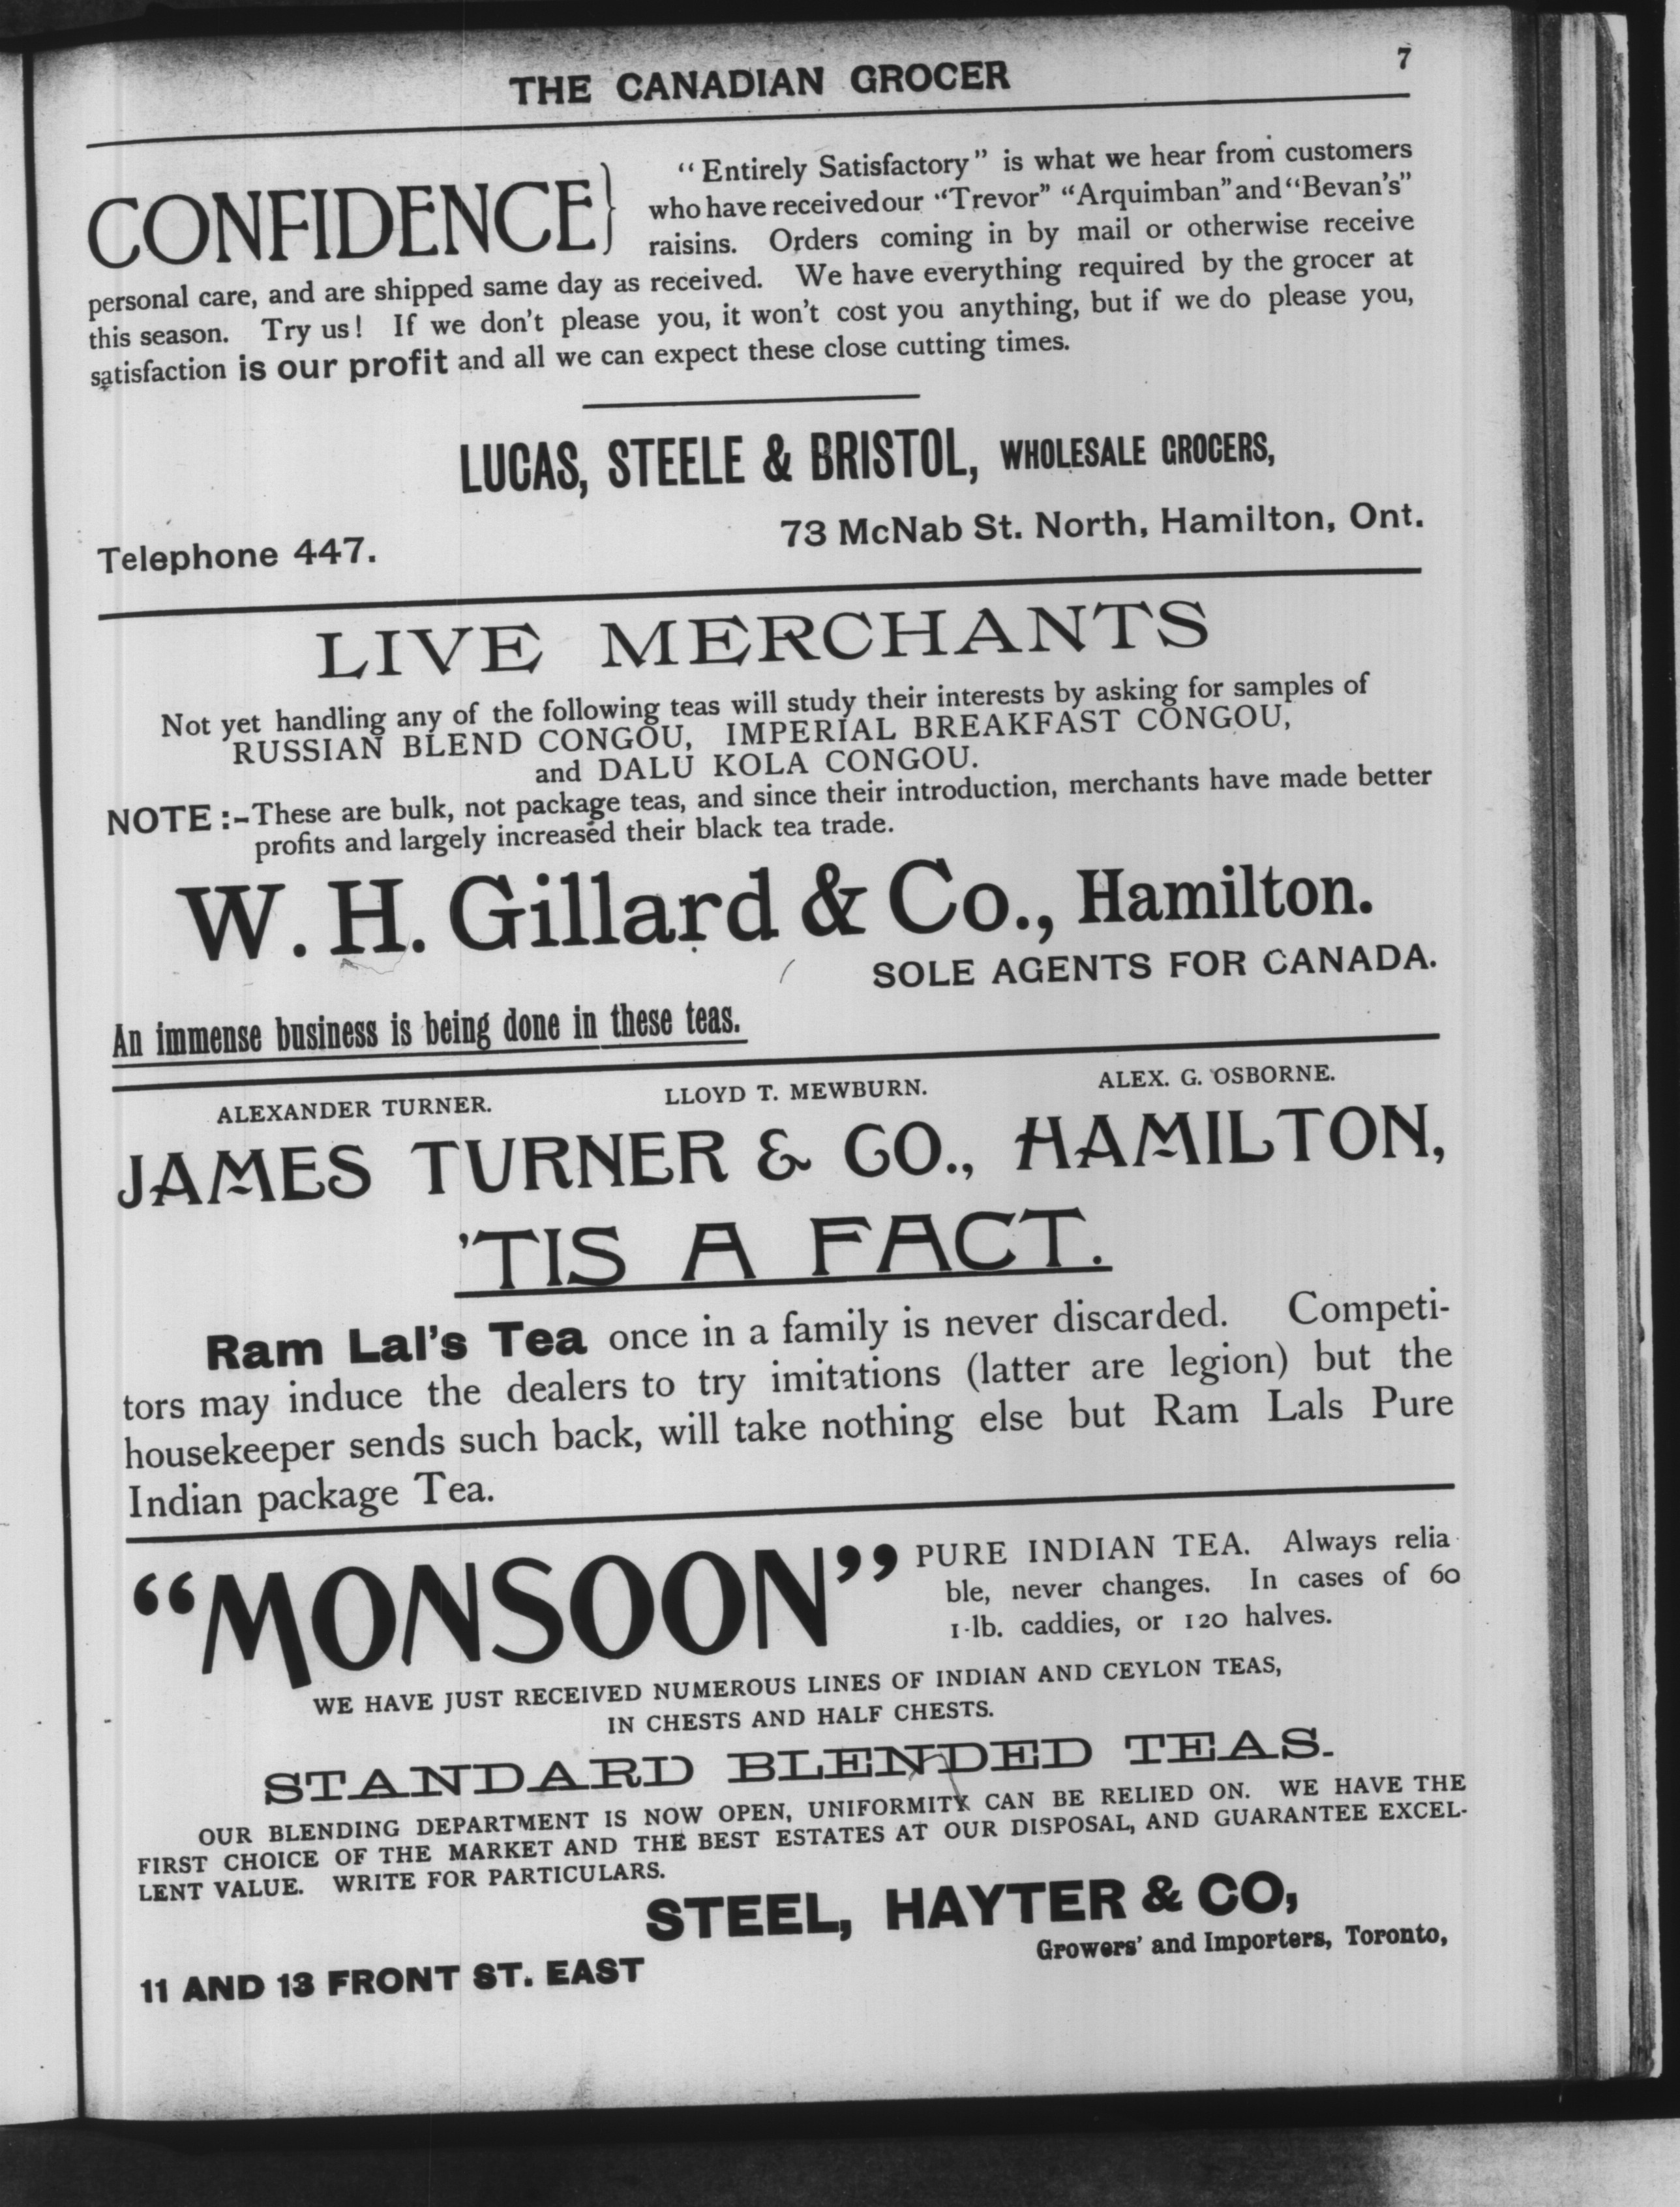 THE CANADIAN GROCER
7
CONFIDENCE}
"Entirely Satisfactory" is what we hear from customers
who have received our "Trevor" "Arquimban" and "Bevan's"
raisins. Orders coming in by mail or otherwise receive
personal care, and are shipped same day as received. We have everything required by the grocer at
this season. Try us! If we don't please you, it won't cost you anything, but if we do please you,
satisfaction is our profit and all we can expect these close cutting times.
LUCAS, STEELE & BRISTOL, WHOLESALE GROCERS,
73 McNab St. North, Hamilton, Ont.
Telephone 447.
LIVE MERCHANTS
Not yet handling any of the following teas will study their interests by asking for samples of
RUSSIAN BLEND CONGOU, IMPERIAL BREAKFAST CONGOU,
and DALU KOLA CONGOU.
NOTE :-These are bulk, not package teas, and since their introduction, merchants have made better
profits and largely increased their black tea trade.
W. H. Gillard & Co., Hamilton.
SOLE AGENTS FOR CANADA.
An immense business is being done in these teas.
ALEXANDER TURNER. LLOYD T. MEWBURN. ALEX. G. OSBORNE.
JAMES TURNER & CO., HAMILTON,
'TIS A FACT.
Ram Lal's Tea once in a family is never discarded. Competi-
tors may induce the dealers to try imitations (latter are legion) but the
housekeeper sends such back, will take nothing else but Ram Lals Pure
Indian package Tea.
"MONSOON"
PURE INDIAN TEA. Always relia-
ble, never changes. In cases of 60
1-lb. caddies, or 120 halves.
WE HAVE JUST RECEIVED NUMEROUS LINES OF INDIAN AND CEYLON TEAS,
IN CHESTS AND HALF CHESTS.
STANDARD BLENDED TEAS.
OUR BLENDING DEPARTMENT IS NOW OPEN, UNIFORMITY CAN BE RELIED ON. WE HAVE THE
FIRST CHOICE OF THE MARKET AND THE BEST ESTATES AT OUR DISPOSAL, AND GUARANTEE EXCEL-
LENT VALUE. WRITE FOR PARTICULARS.
STEEL, HAYTER & CO,
Growers' and Importers, Toronto,
11 AND 13 FRONT ST. EAST